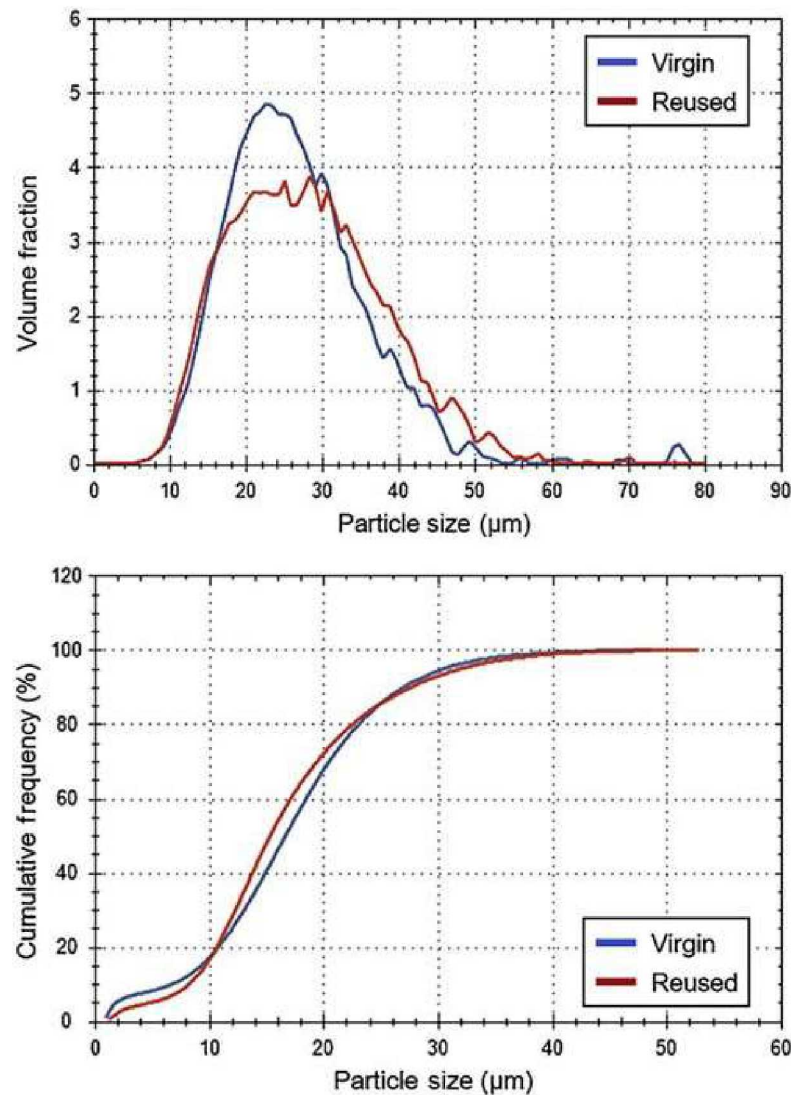 6
5
4
3
2
1
0
Volume fraction
Virgin
Reused
0 10 20 30 40 50 60 70 80 90
Particle size (µm)
120
100
80
60
40
20
0
Cumulative frequency (%)
Virgin
Reused
0 10 20 30 40 50 60
Particle size (µm)